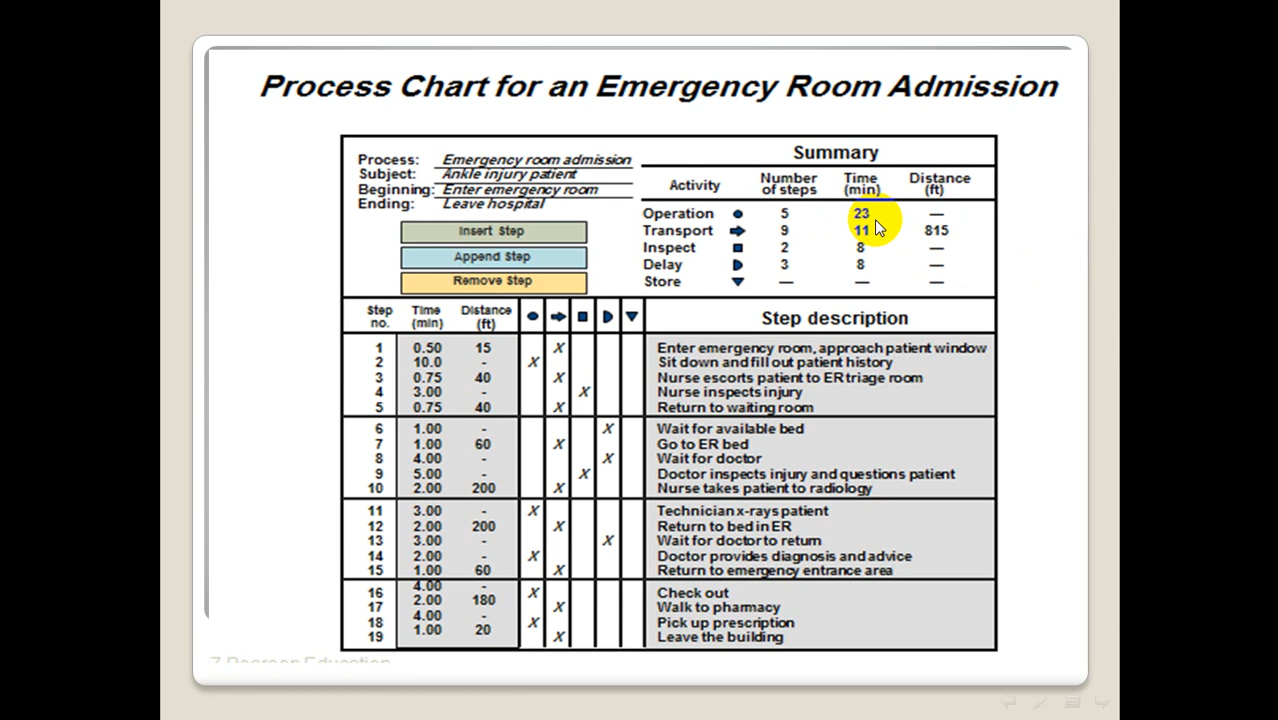 Process Chart for an Emergency Room Admission
Process: Emergency room admission
Subject: Ankle injury patient
Beginning: Enter emergency room
Ending: Leave hospital
Insert Step
Append Step
Remove Step
Summary
Activity Number of steps Time (min) Distance (ft)
Operation 5 23 —
Transport 9 11 815
Inspect 2 8 —
Delay 3 8 —
Store — — —
Step no. Time (min) Distance (ft) Step description
1 0.50 15 X Enter emergency room, approach patient window
2 10.0 - X Sit down and fill out patient history
3 0.75 40 X Nurse escorts patient to ER triage room
4 3.00 - X Nurse inspects injury
5 0.75 40 X Return to waiting room
6 1.00 - X Wait for available bed
7 1.00 60 X Go to ER bed
8 4.00 - X Wait for doctor
9 5.00 - X Doctor inspects injury and questions patient
10 2.00 200 X Nurse takes patient to radiology
11 3.00 - X Technician x-rays patient
12 2.00 200 X Return to bed in ER
13 3.00 - X Wait for doctor to return
14 2.00 - X Doctor provides diagnosis and advice
15 1.00 60 X Return to emergency entrance area
16 4.00 - X Check out
17 2.00 180 X Walk to pharmacy
18 4.00 - X Pick up prescription
19 1.00 20 X Leave the building
Pearson Education